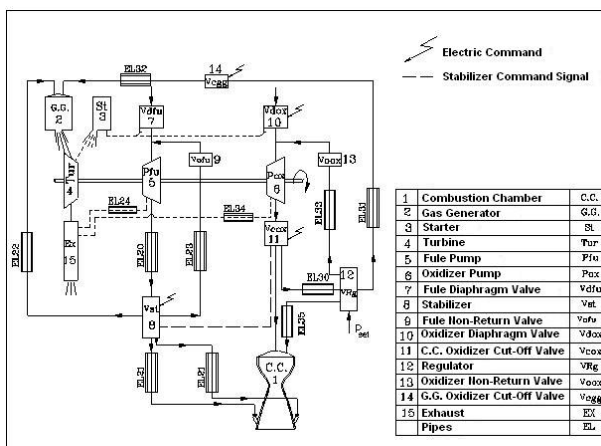 14
Electric Command
EL32
Vcgg
Stabilizer Command Signal
G.G.
2
St
3
Vdfu
7
Vdox
10
Vofu 9
Voox 13
Tur
4
Pfu
5
Pox
6
EL24
EL34
EL33
EL31
Vcox
11
Ex
15
EL22
EL20
EL23
EL30
12
VRg
EL35
Pset
Vst
8
EL21
EL21
C.C.
1
1 Combustion Chamber C.C.
2 Gas Generator G.G.
3 Starter St
4 Turbine Tur
5 Fule Pump Pfu
6 Oxidizer Pump Pox
7 Fule Diaphragm Valve Vdfu
8 Stabilizer Vst
9 Fule Non-Return Valve Vofu
10 Oxidizer Diaphragm Valve Vdox
11 C.C. Oxidizer Cut-Off Valve Vcox
12 Regulator VRg
13 Oxidizer Non-Return Valve Voox
14 G.G. Oxidizer Cut-Off Valve Vcgg
15 Exhaust EX
Pipes EL